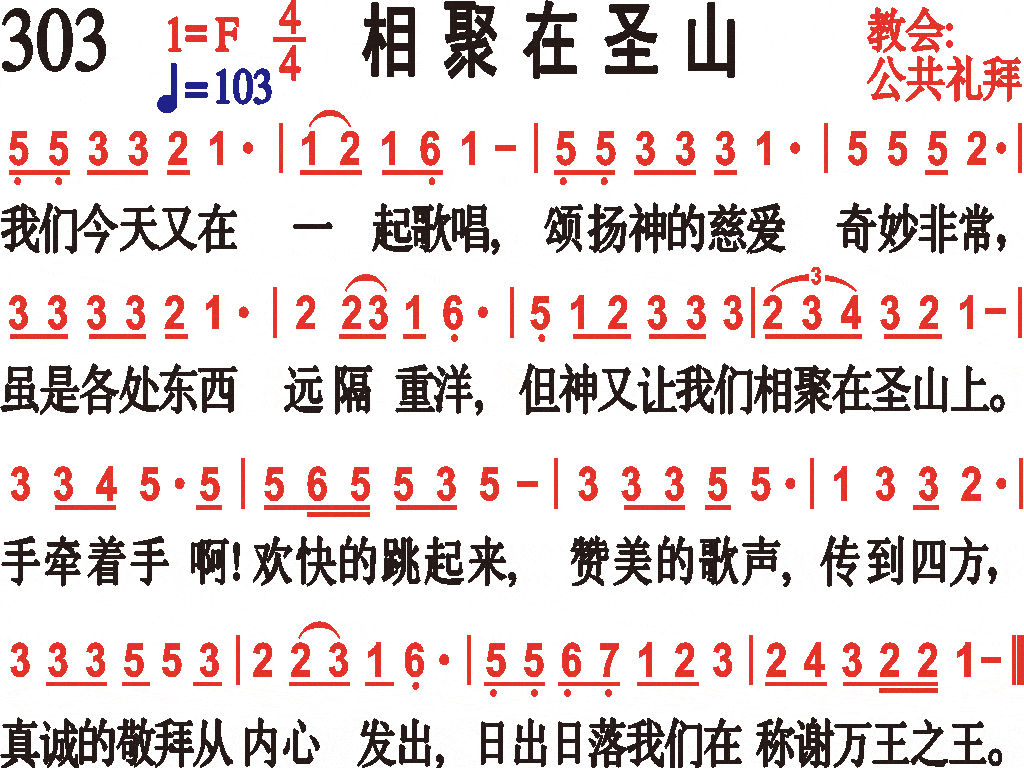 303 1=F 4/4 相聚在圣山 教会:
♩=103 公共礼拜
5 5 3 3 2 1· | 1 2 1 6 1 – | 5 5 3 3 3 1· | 5 5 5 2· |
我们今天又在 一 起歌唱, 颂扬神的慈爱 奇妙非常,
3 3 3 3 2 1· | 2 2 3 1 6· | 5 1 2 3 3 3 | 3 2 3 4 3 2 1 – |
虽是各处东西 远隔 重洋, 但神又让我们相聚在圣山上。
3 3 4 5 · 5 | 5 6 5 5 3 5 – | 3 3 3 5 5· | 1 3 3 2· |
手牵着手 啊! 欢快的跳起来, 赞美的歌声, 传到四方,
3 3 3 5 5 3 | 2 2 3 1 6· | 5 5 6 7 1 2 3 | 2 4 3 2 2 1 – ‖
真诚的敬拜从 内心 发出, 日出日落我们在 称谢万王之王。